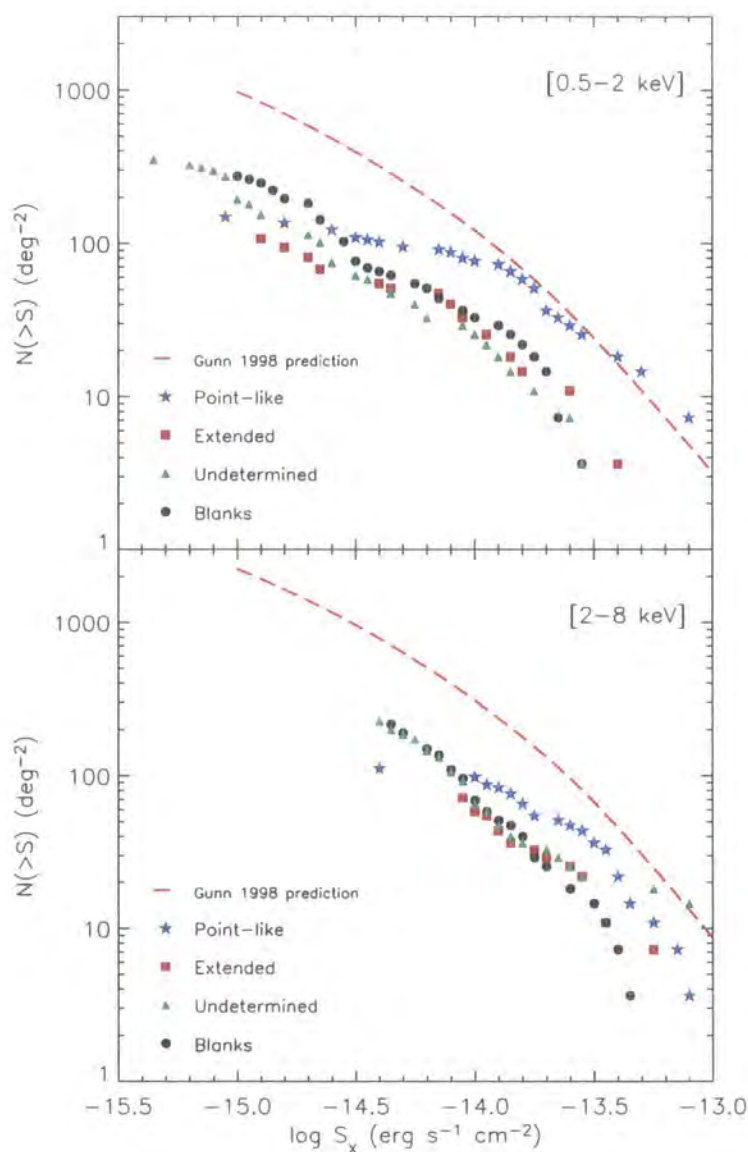 [0.5−2 keV]
1000
100
10
1
N(>S) (deg⁻²)
Gunn 1998 prediction
Point−like
Extended
Undetermined
Blanks
[2−8 keV]
1000
100
10
1
N(>S) (deg⁻²)
Gunn 1998 prediction
Point−like
Extended
Undetermined
Blanks
−15.5 −15.0 −14.5 −14.0 −13.5 −13.0
log Sₓ (erg s⁻¹ cm⁻²)